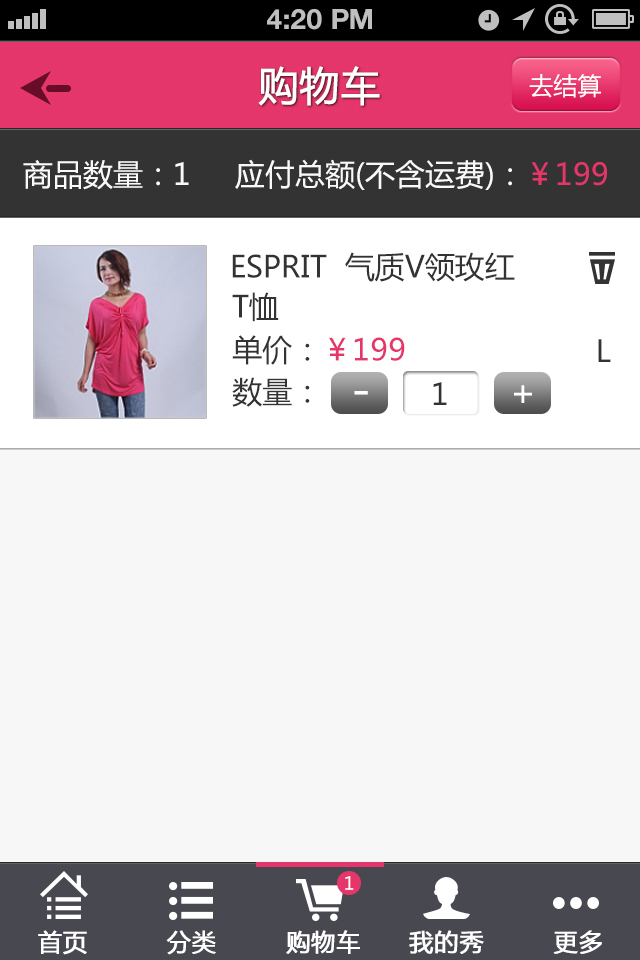 4:20 PM
购物车
去结算
商品数量：1 应付总额(不含运费)：￥199
ESPRIT 气质V领玫红
T恤
单价：￥199 L
数量： - 1 +
1
首页 分类 购物车 我的秀 更多